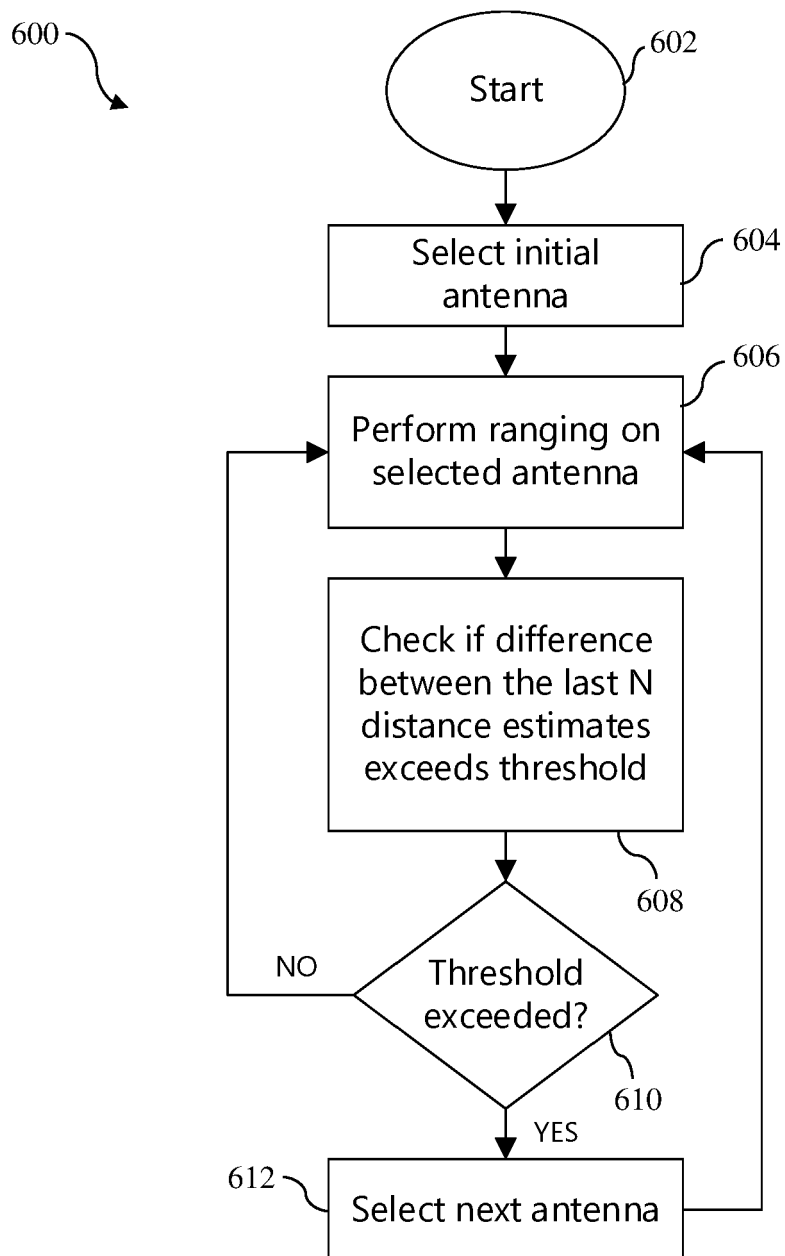 600
602
Start
604
Select initial
antenna
606
Perform ranging on
selected antenna
Check if difference
between the last N
distance estimates
exceeds threshold
608
NO
Threshold
exceeded?
610
YES
612
Select next antenna